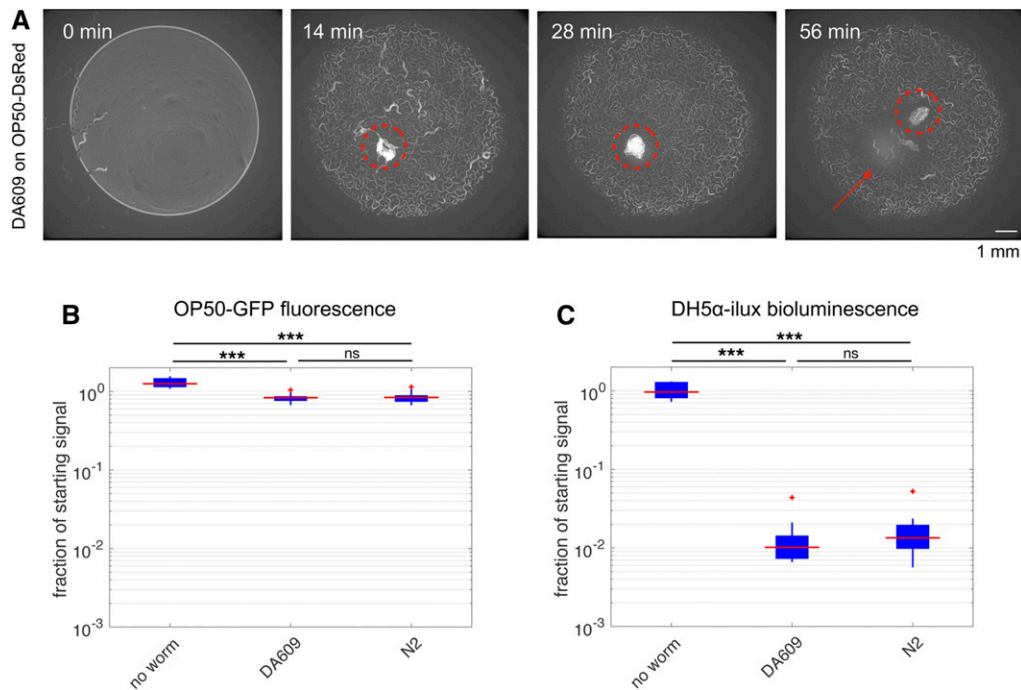 A
DA609 on OP50-DsRed
0 min
14 min
28 min
56 min
1 mm
B
OP50-GFP fluorescence
***
***
ns
fraction of starting signal
10^0
10^-1
10^-2
10^-3
no worm
DA609
N2
C
DH5α-ilux bioluminescence
***
***
ns
fraction of starting signal
10^0
10^-1
10^-2
10^-3
no worm
DA609
N2